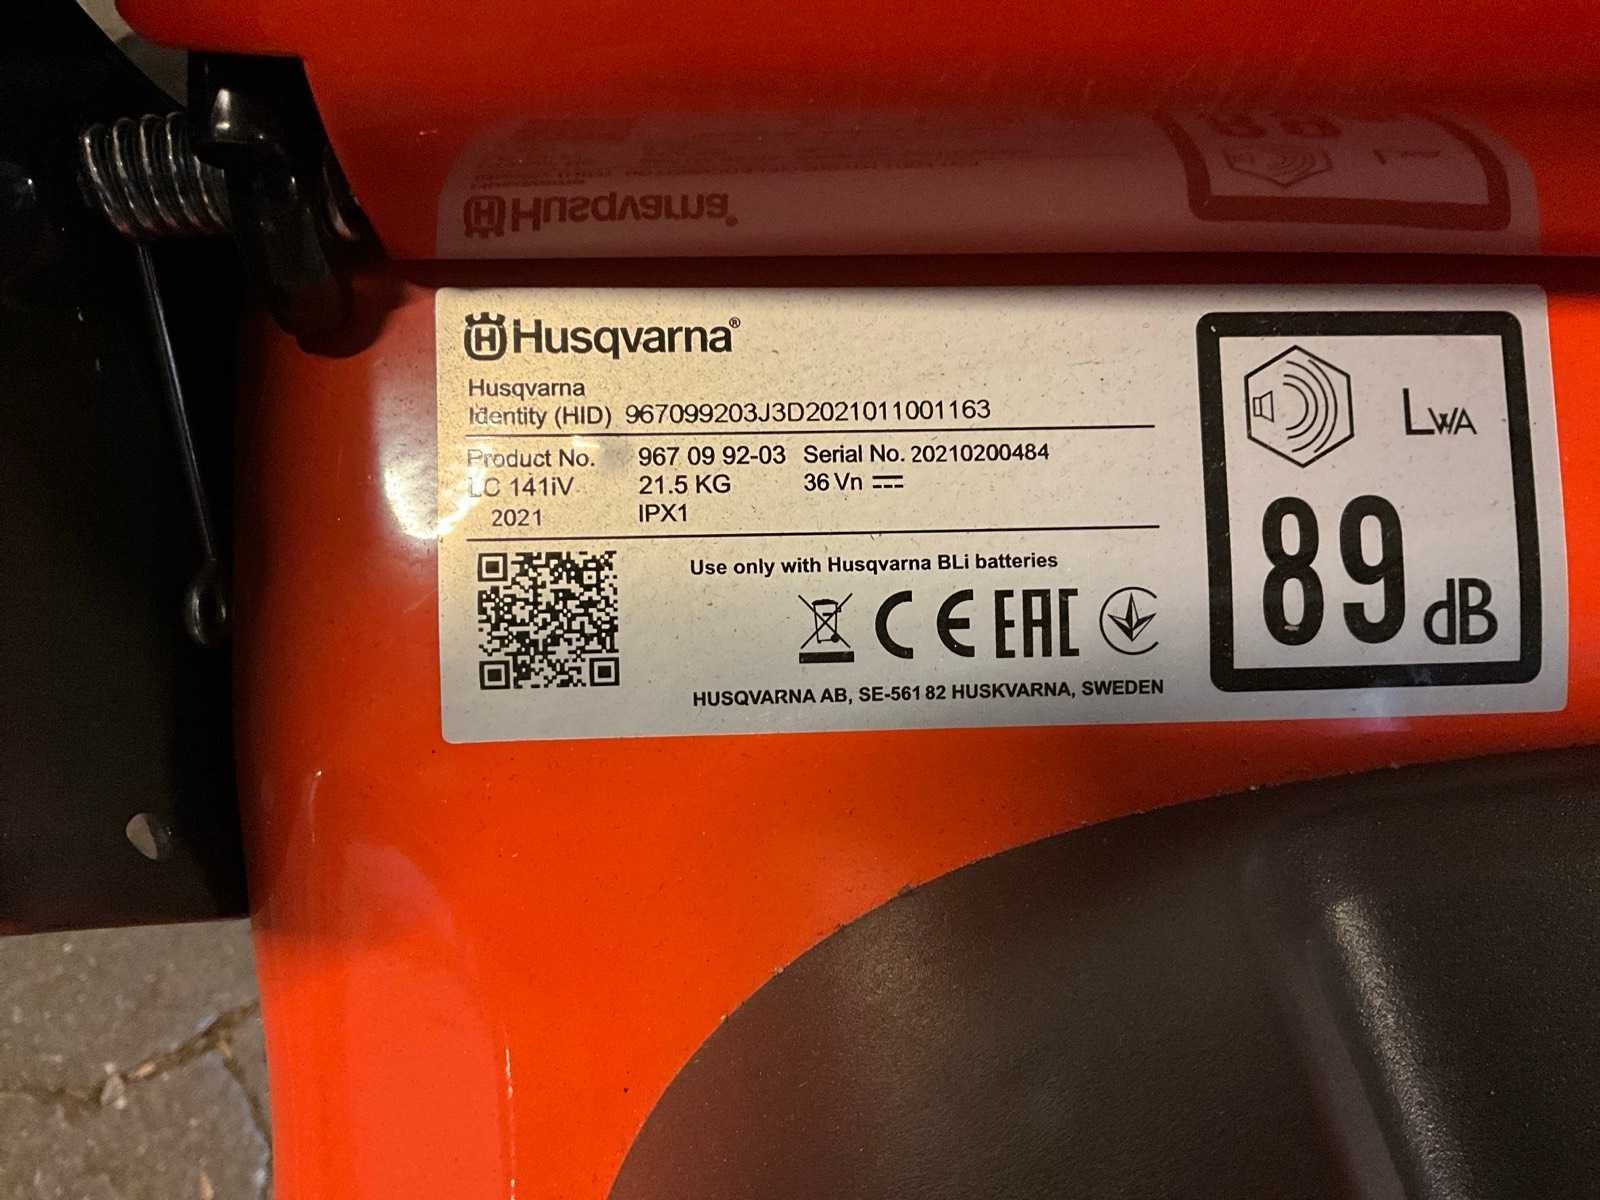 Husqvarna®
Husqvarna
Identity (HID) 967099203J3D2021011001163
Product No. 967 09 92-03 Serial No. 20210200484
LC 141iV 21.5 KG 36 Vn
2021 IPX1
Use only with Husqvarna BLi batteries
CE EAC
HUSQVARNA AB, SE-561 82 HUSKVARNA, SWEDEN
LWA
89 dB